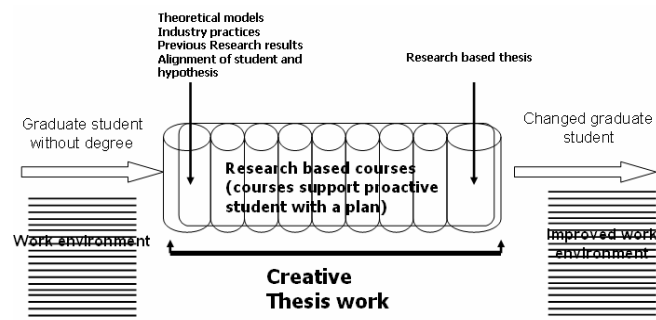 Theoretical models
Industry practices
Previous Research results
Alignment of student and
hypothesis
Research based thesis
Graduate student
without degree
Changed graduate
student
Research based courses
(courses support proactive
student with a plan)
Work environment
Improved work
environment
Creative
Thesis work